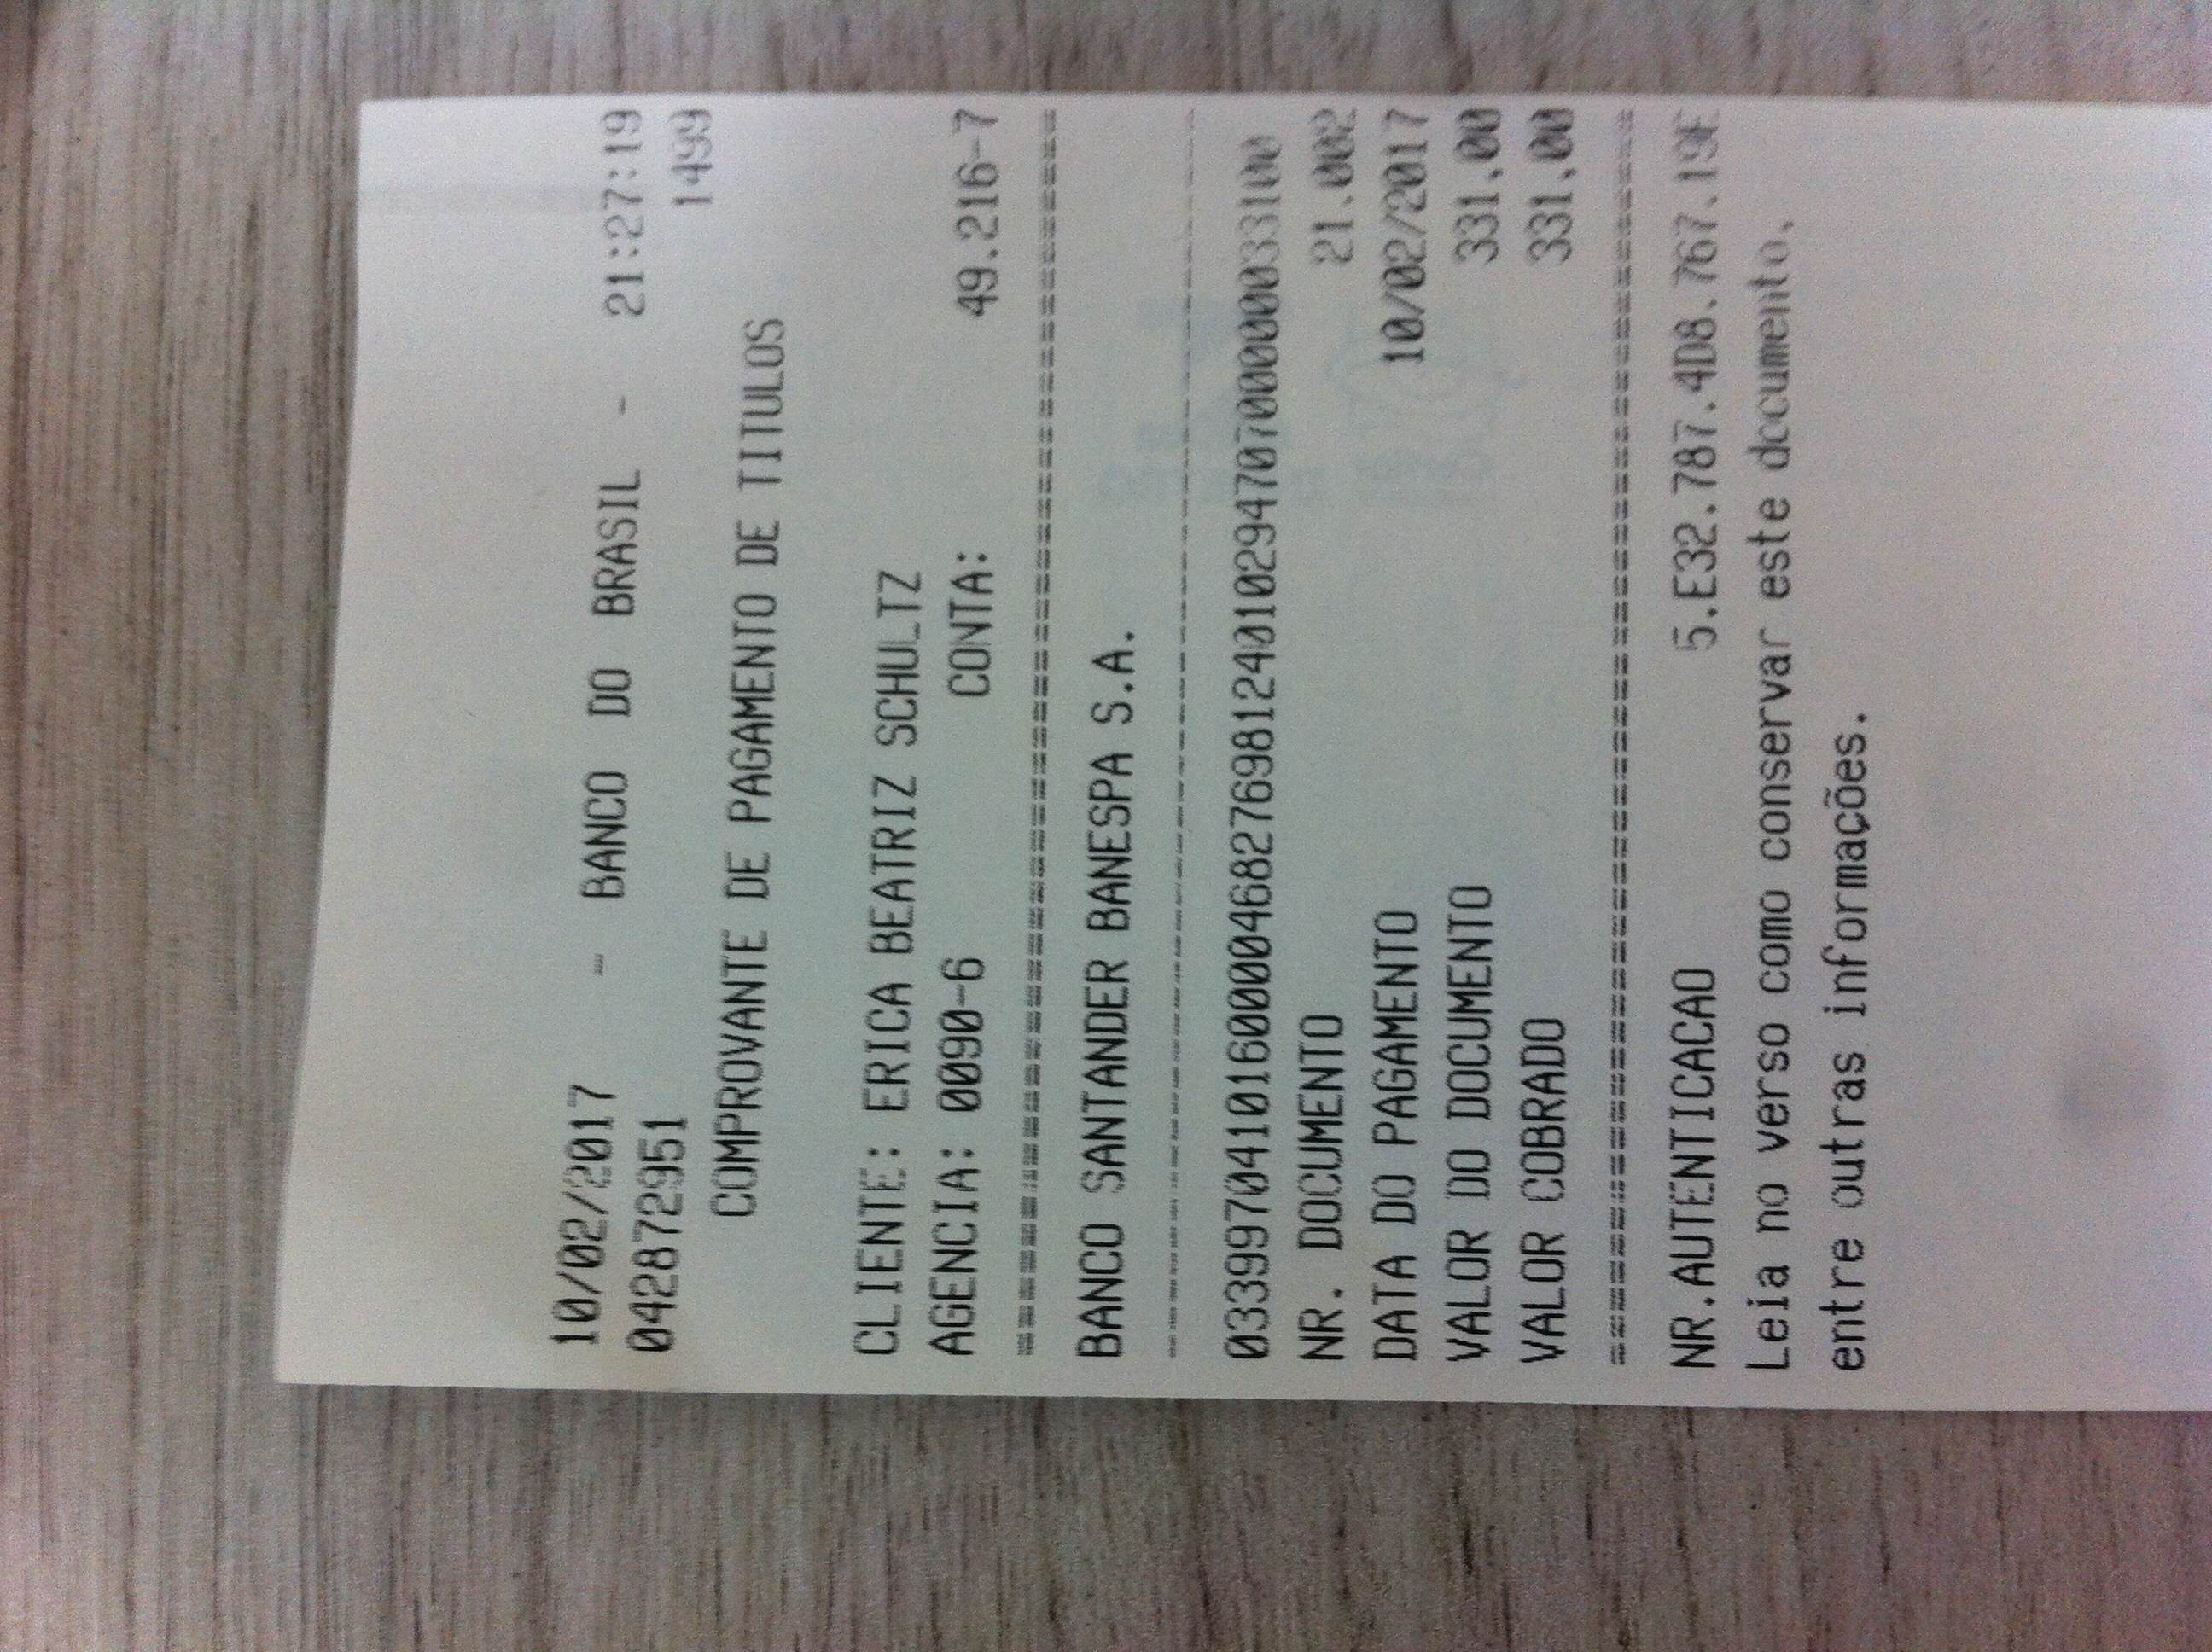 10/02/2017 - BANCO DO BRASIL - 21:27:19
042872951 1499
COMPROVANTE DE PAGAMENTO DE TITULOS
CLIENTE: ERICA BEATRIZ SCHULTZ
AGENCIA: 0090-6 CONTA: 49.216-7
================================================
BANCO SANTANDER BANESPA S.A.
------------------------------------------------
03399704101600004682769812401029470700000033100
NR. DOCUMENTO 21.002
DATA DO PAGAMENTO 10/02/2017
VALOR DO DOCUMENTO 331,00
VALOR COBRADO 331,00
================================================
NR.AUTENTICACAO 5.E32.787.4D8.767.19E
Leia no verso como conservar este documento,
entre outras informações.